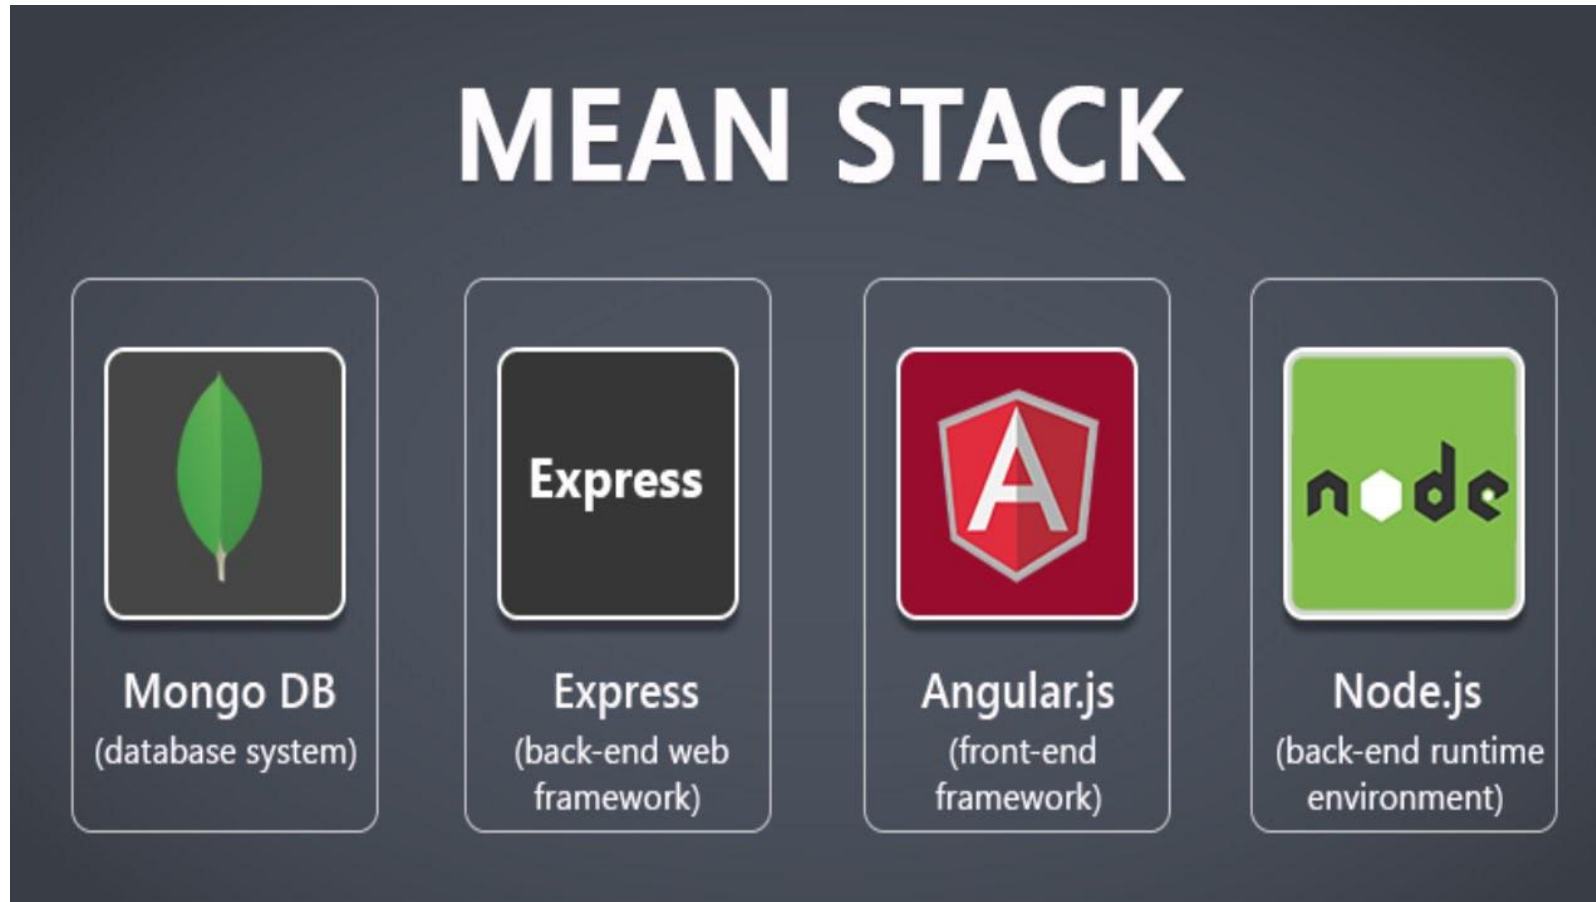 MEAN STACK
Express
A
node
Mongo DB
(database system)
Express
(back-end web
framework)
Angular.js
(front-end
framework)
Node.js
(back-end runtime
environment)